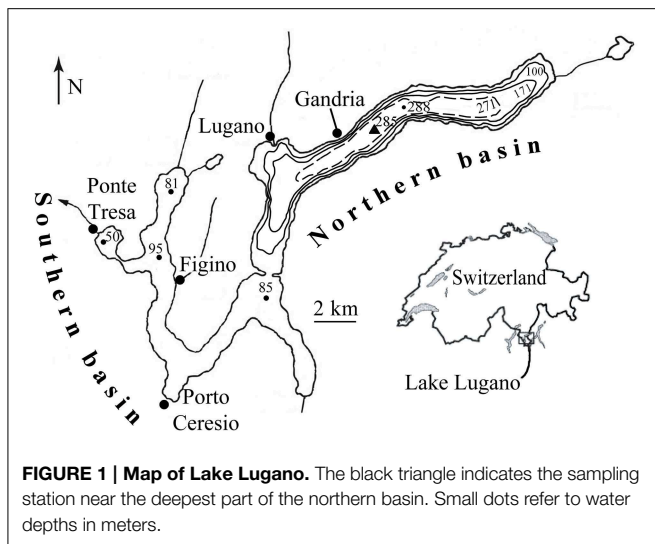 N
100
171
271
Gandria
288
285
Lugano
Northern basin
81
Ponte
Tresa
50
95
Figino
85
Southern basin
2 km
Switzerland
Lake Lugano
Porto
Ceresio
FIGURE 1 | Map of Lake Lugano. The black triangle indicates the sampling
station near the deepest part of the northern basin. Small dots refer to water
depths in meters.